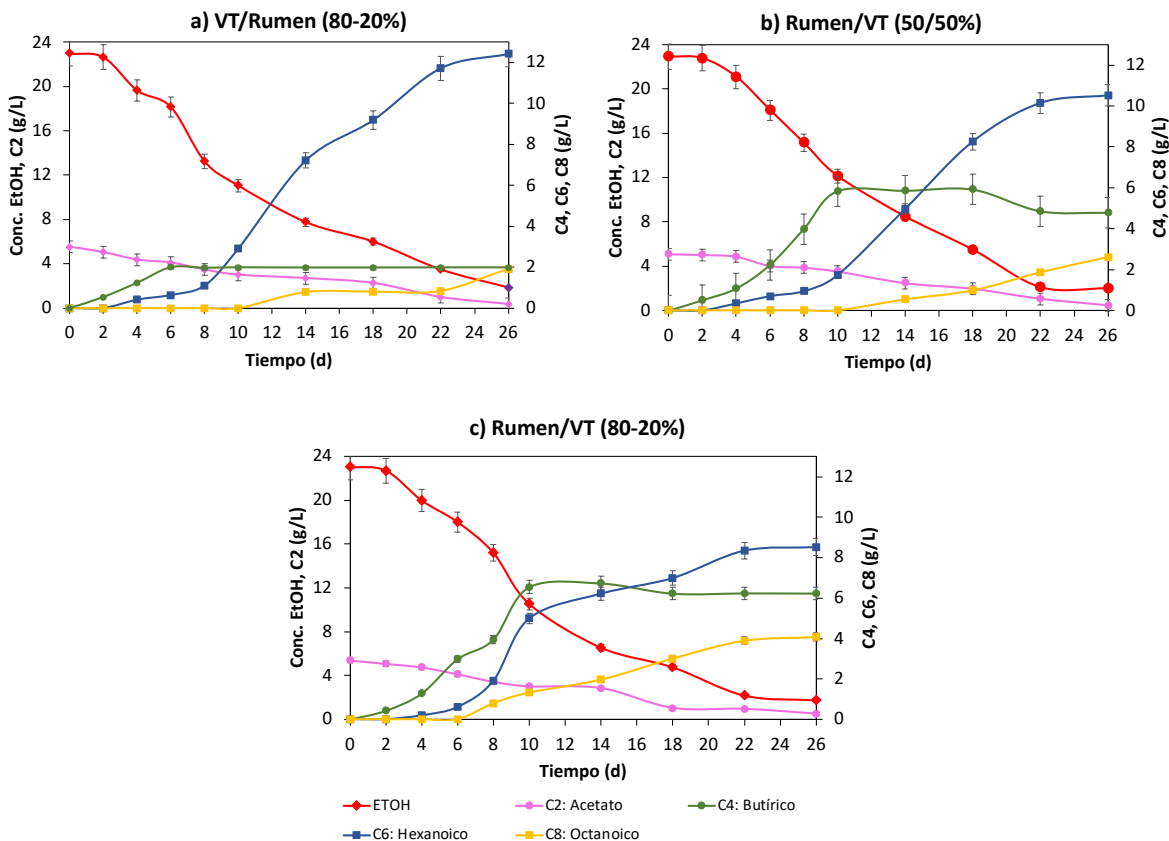 a) VT/Rumen (80-20%)
24
20
16
12
8
4
0
Conc. EtOH, C2 (g/L)
12
10
8
6
4
2
0
C4, C6, C8 (g/L)
0 2 4 6 8 10 12 14 16 18 20 22 24 26
Tiempo (d)
b) Rumen/VT (50/50%)
24
20
16
12
8
4
0
Conc. EtOH, C2 (g/L)
12
10
8
6
4
2
0
C4, C6, C8 (g/L)
0 2 4 6 8 10 12 14 16 18 20 22 24 26
Tiempo (d)
c) Rumen/VT (80-20%)
24
20
16
12
8
4
0
Conc. EtOH, C2 (g/L)
12
10
8
6
4
2
0
C4, C6, C8 (g/L)
0 2 4 6 8 10 12 14 16 18 20 22 24 26
Tiempo (d)
ETOH C2: Acetato C4: Butírico
C6: Hexanoico C8: Octanoico